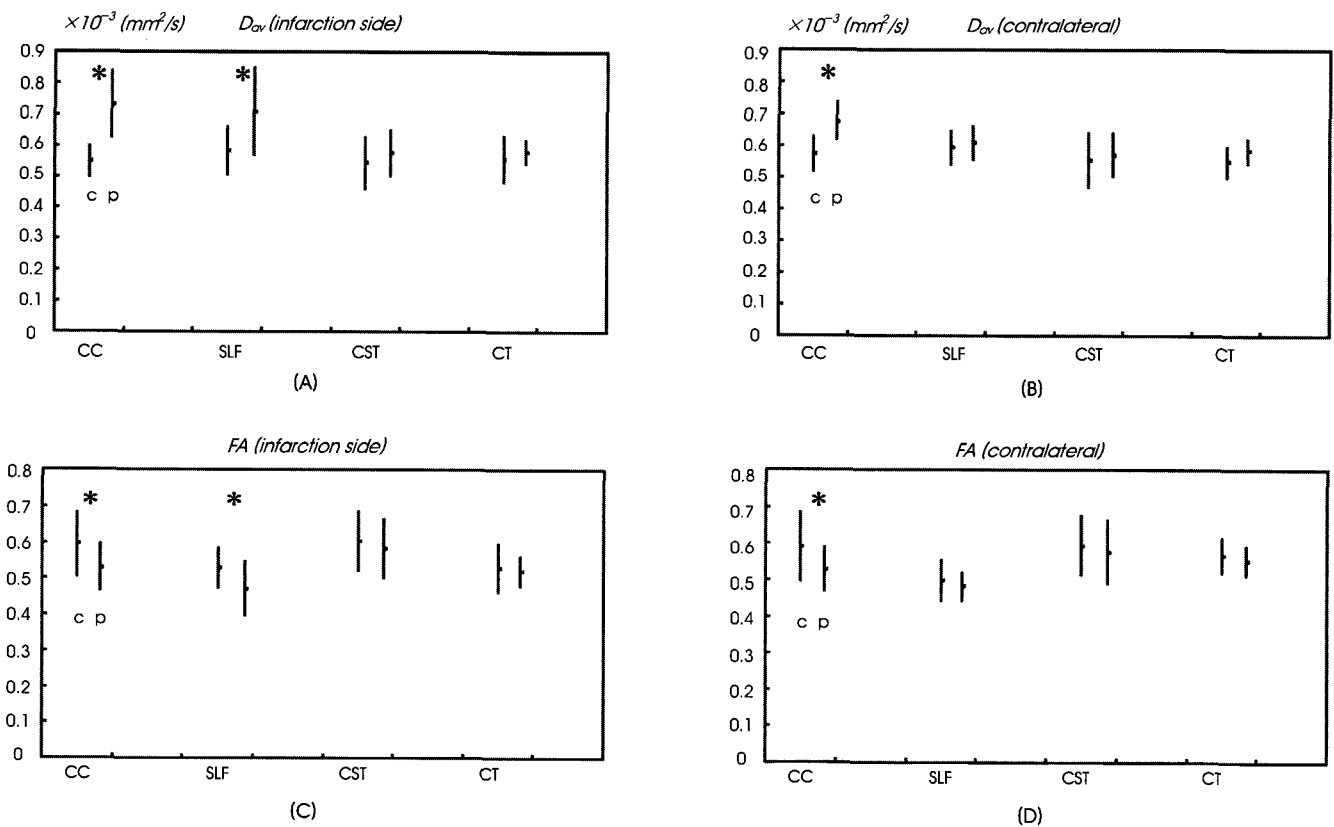 ×10⁻³ (mm²/s) Dav (infarction side)
0.9
0.8
0.7
0.6
0.5
0.4
0.3
0.2
0.1
0
* *
c p
CC SLF CST CT
(A)
×10⁻³ (mm²/s) Dav (contralateral)
0.9
0.8
0.7
0.6
0.5
0.4
0.3
0.2
0.1
0
*
c p
CC SLF CST CT
(B)
FA (infarction side)
0.8
0.7
0.6
0.5
0.4
0.3
0.2
0.1
0
* *
c p
CC SLF CST CT
(C)
FA (contralateral)
0.8
0.7
0.6
0.5
0.4
0.3
0.2
0.1
0
*
c p
CC SLF CST CT
(D)